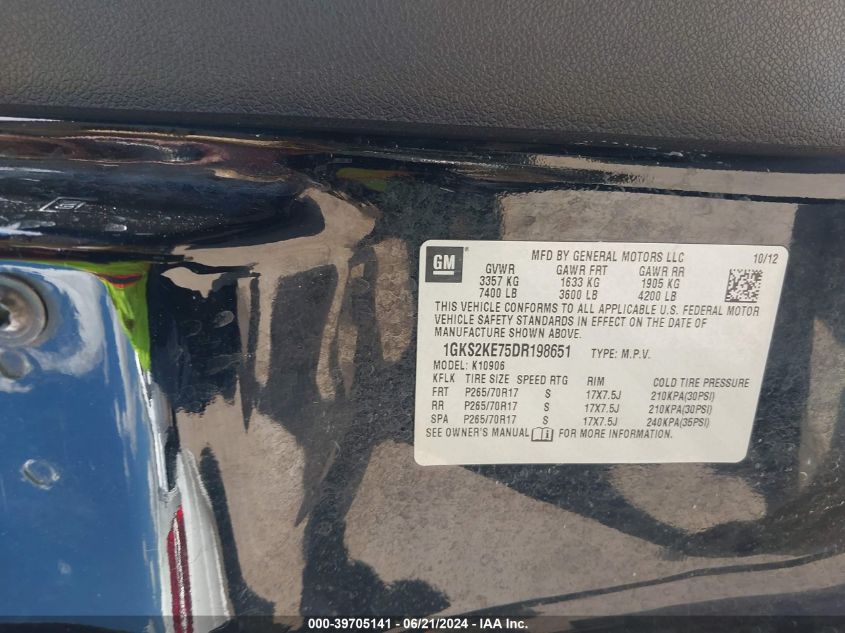 GM
MFD BY GENERAL MOTORS LLC 10/12
GVWR GAWR FRT GAWR RR
3357 KG 1633 KG 1905 KG
7400 LB 3600 LB 4200 LB
THIS VEHICLE CONFORMS TO ALL APPLICABLE U.S. FEDERAL MOTOR
VEHICLE SAFETY STANDARDS IN EFFECT ON THE DATE OF
MANUFACTURE SHOWN ABOVE.
1GKS2KE75DR198651 TYPE: M.P.V.
MODEL: K10906
KFLK TIRE SIZE SPEED RTG RIM COLD TIRE PRESSURE
FRT P265/70R17 S 17X7.5J 210KPA(30PSI)
RR P265/70R17 S 17X7.5J 210KPA(30PSI)
SPA P265/70R17 S 17X7.5J 240KPA(35PSI)
SEE OWNER'S MANUAL FOR MORE INFORMATION.
000-39705141 - 06/21/2024 - IAA Inc.